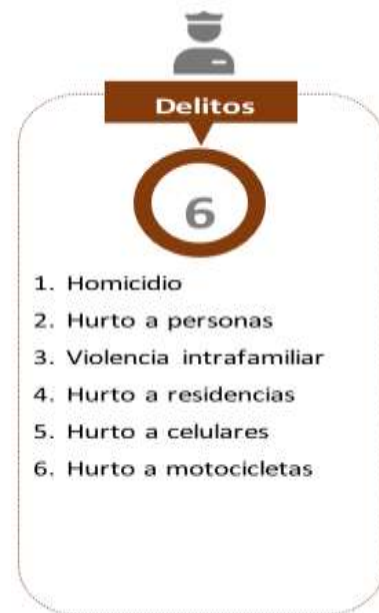 Delitos
6
1. Homicidio
2. Hurto a personas
3. Violencia intrafamiliar
4. Hurto a residencias
5. Hurto a celulares
6. Hurto a motocicletas